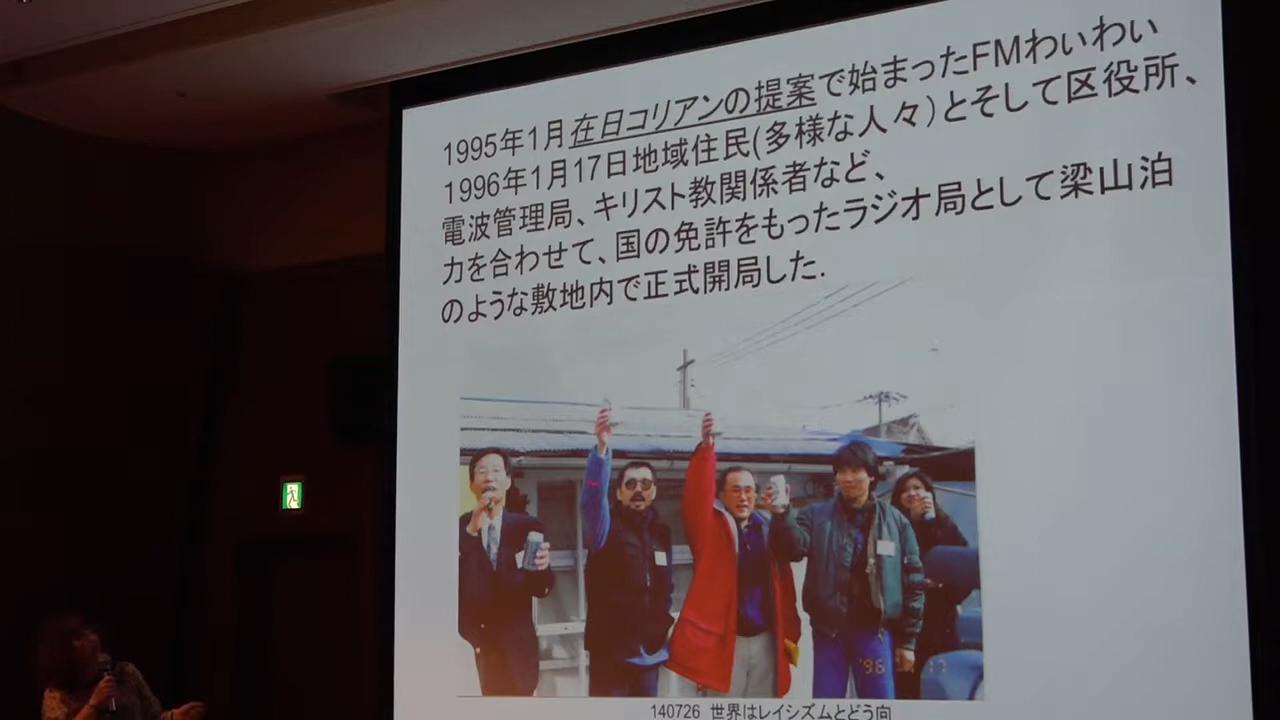 1995年1月在日コリアンの提案で始まったFMわぃわぃ
1996年1月17日地域住民(多様な人々)とそして区役所、
電波管理局、キリスト教関係者など、
力を合わせて、国の免許をもったラジオ局として梁山泊
のような敷地内で正式開局した.
'96 17
140726 世界はレイシズムとどう向